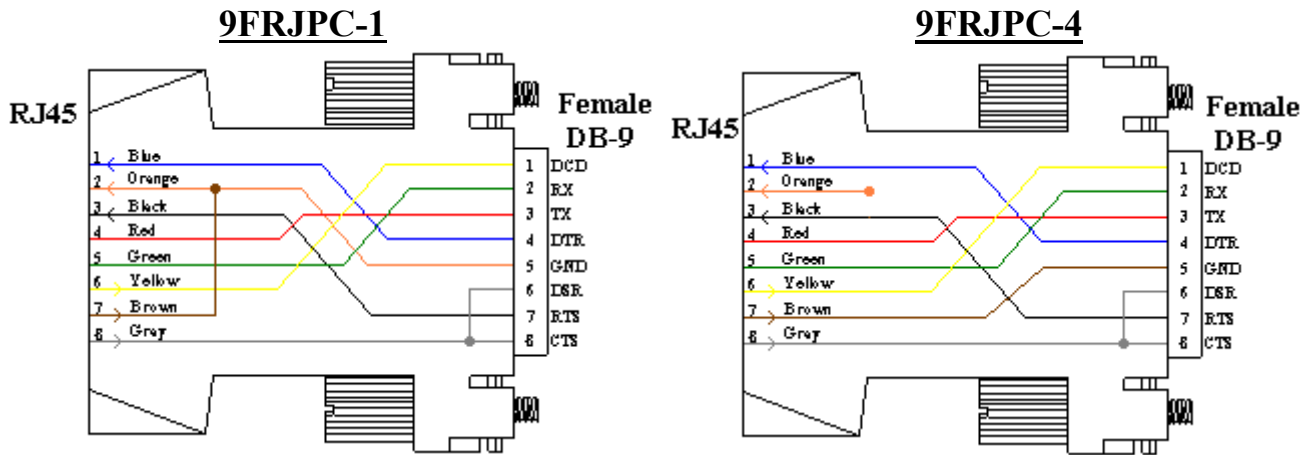 9FRJPC-1
RJ45
Female
DB-9
1 Blue
2 Orange
3 Black
4 Red
5 Green
6 Yellow
7 Brown
8 Grey
1 DCD
2 RX
3 TX
4 DTR
5 GND
6 DSR
7 RTS
8 CTS
9FRJPC-4
RJ45
Female
DB-9
1 Blue
2 Orange
3 Black
4 Red
5 Green
6 Yellow
7 Brown
8 Grey
1 DCD
2 RX
3 TX
4 DTR
5 GND
6 DSR
7 RTS
8 CTS